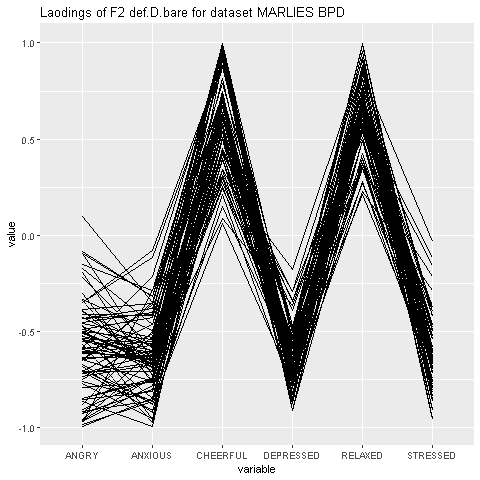 Laodings of F2 def.D.bare for dataset MARLIES BPD
1.0
0.5
0.0
-0.5
-1.0
value
ANGRY ANXIOUS CHEERFUL DEPRESSED RELAXED STRESSED
variable